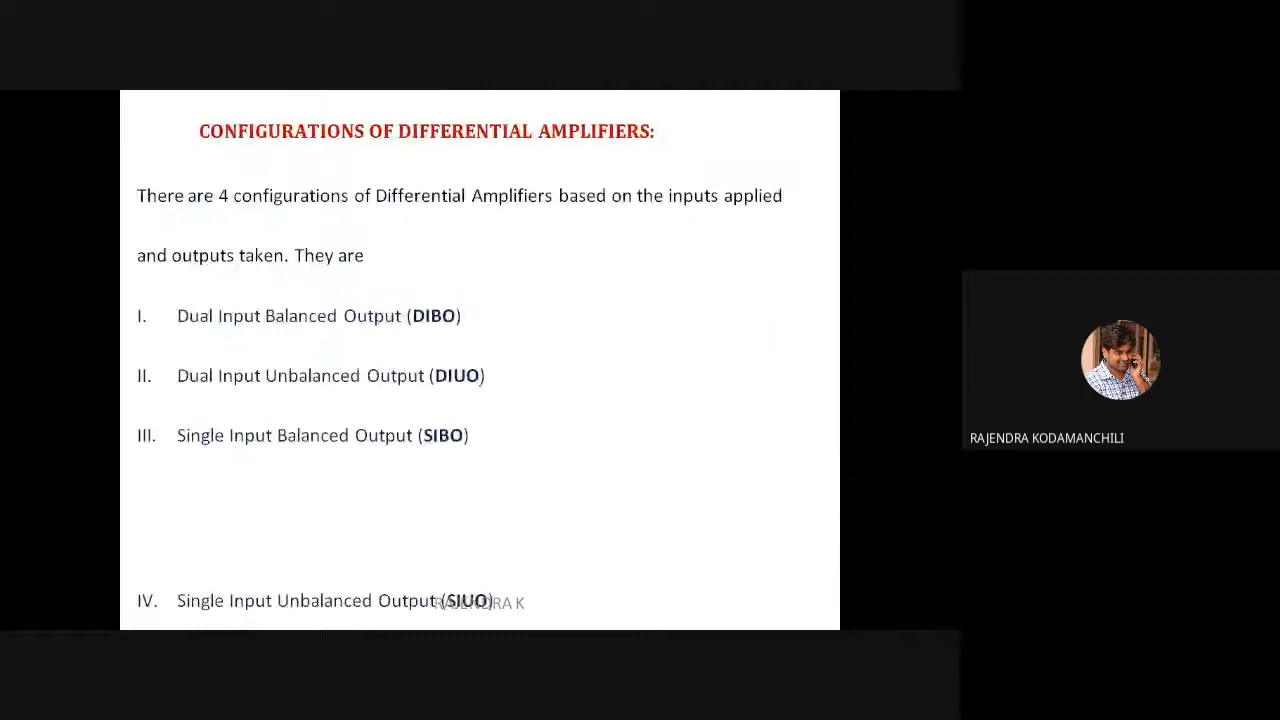 CONFIGURATIONS OF DIFFERENTIAL AMPLIFIERS:
There are 4 configurations of Differential Amplifiers based on the inputs applied
and outputs taken. They are
I. Dual Input Balanced Output (DIBO)
II. Dual Input Unbalanced Output (DIUO)
III. Single Input Balanced Output (SIBO)
IV. Single Input Unbalanced Output (SIUO)
RAJENDRA K
RAJENDRA KODAMANCHILI